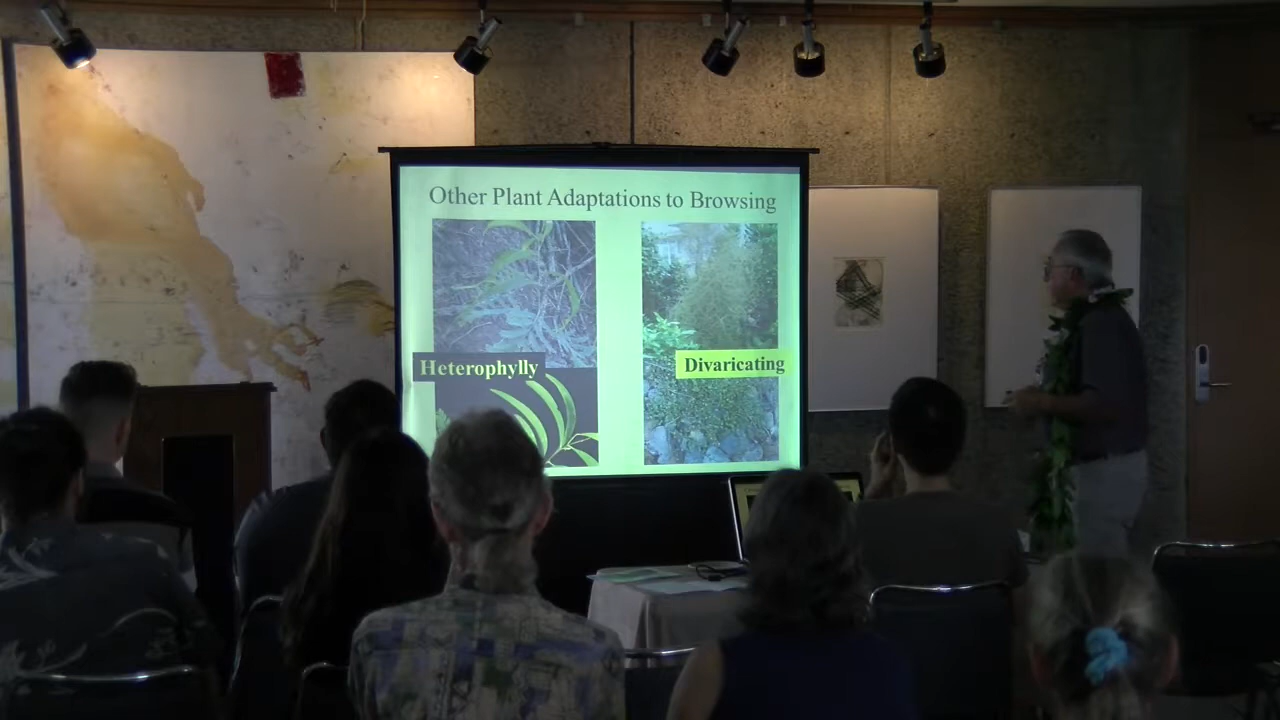 Other Plant Adaptations to Browsing
Heterophylly
Divaricating